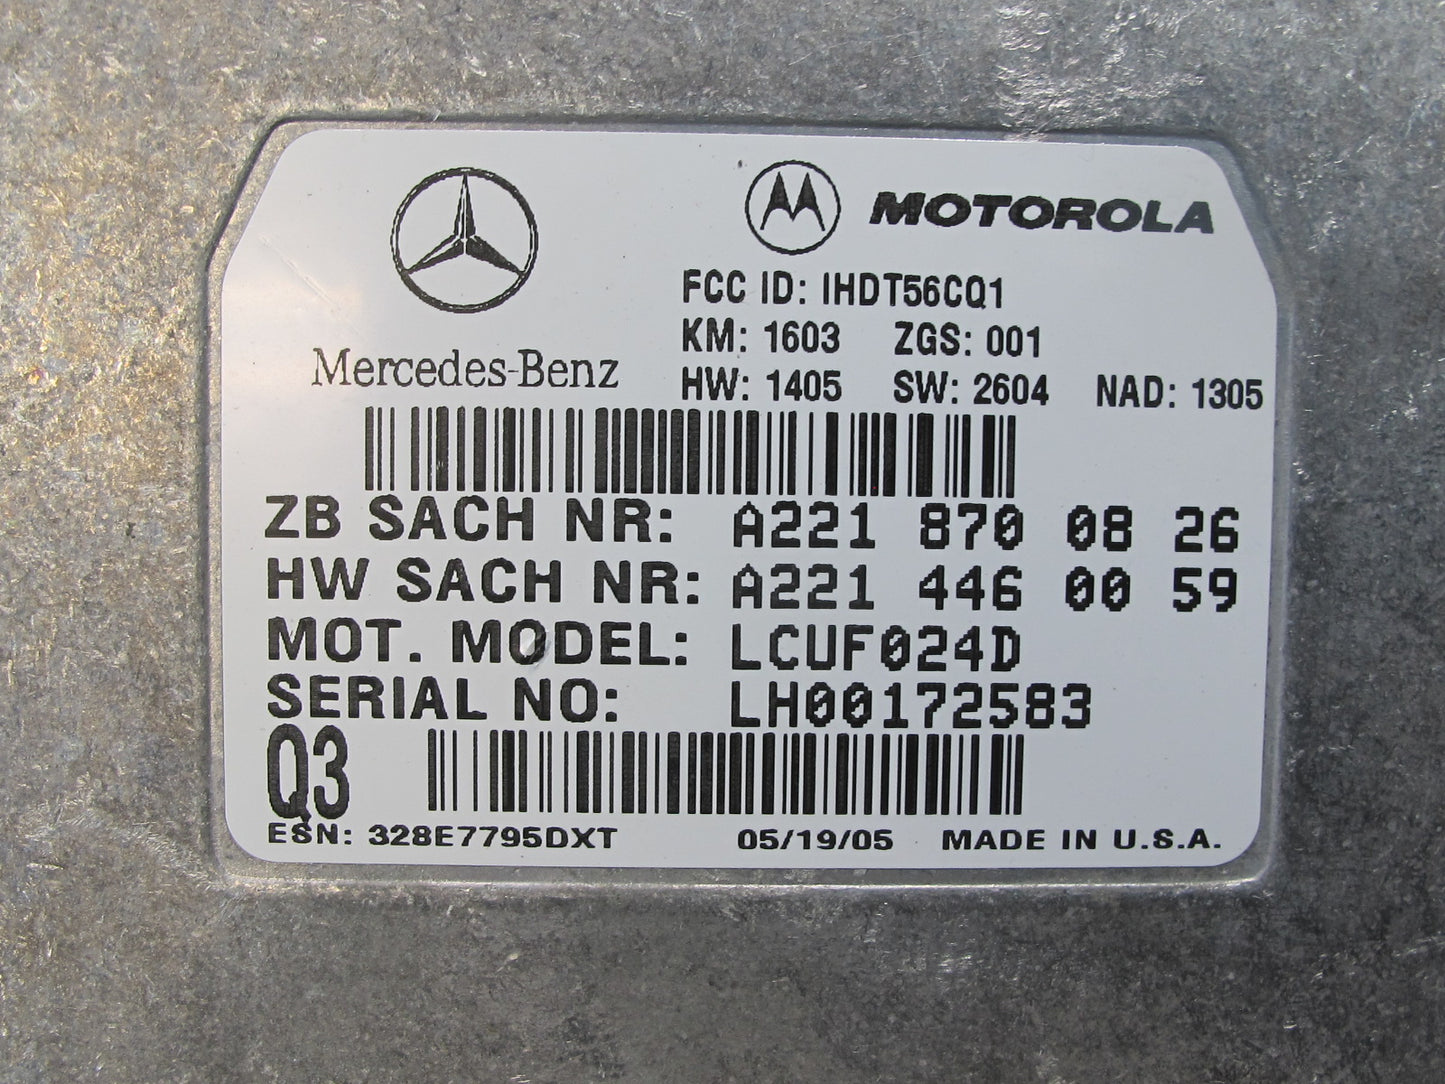 MOTOROLA
Mercedes-Benz
FCC ID: IHDT56CQ1
KM: 1603 ZGS: 001
HW: 1405 SW: 2604 NAD: 1305
ZB SACH NR: A221 870 08 26
HW SACH NR: A221 446 00 59
MOT. MODEL: LCUF024D
SERIAL NO: LH00172583
Q3
ESN: 328E7795DXT 05/19/05 MADE IN U.S.A.